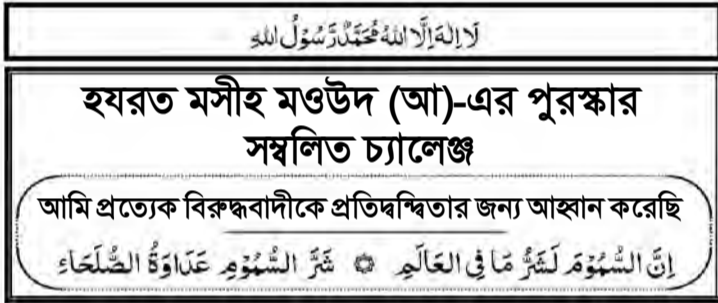 لَا اِلٰهَ اِلَّا اللهُ مُحَمَّدٌ رَّسُوْلُ اللهِ
হযরত মসীহ মওউদ (আ)-এর পুরস্কার
সম্বলিত চ্যালেঞ্জ
আমি প্রত্যেক বিরুদ্ধবাদীকে প্রতিদ্বন্দ্বিতার জন্য আহ্বান করেছি
اِنَّ السُّمُوْمَ لَشَرُّ مَا فِي الْعَالَمِ ۞ شَرُّ السُّمُوْمِ عَدَاوَةُ الصُّلَحَاءِ